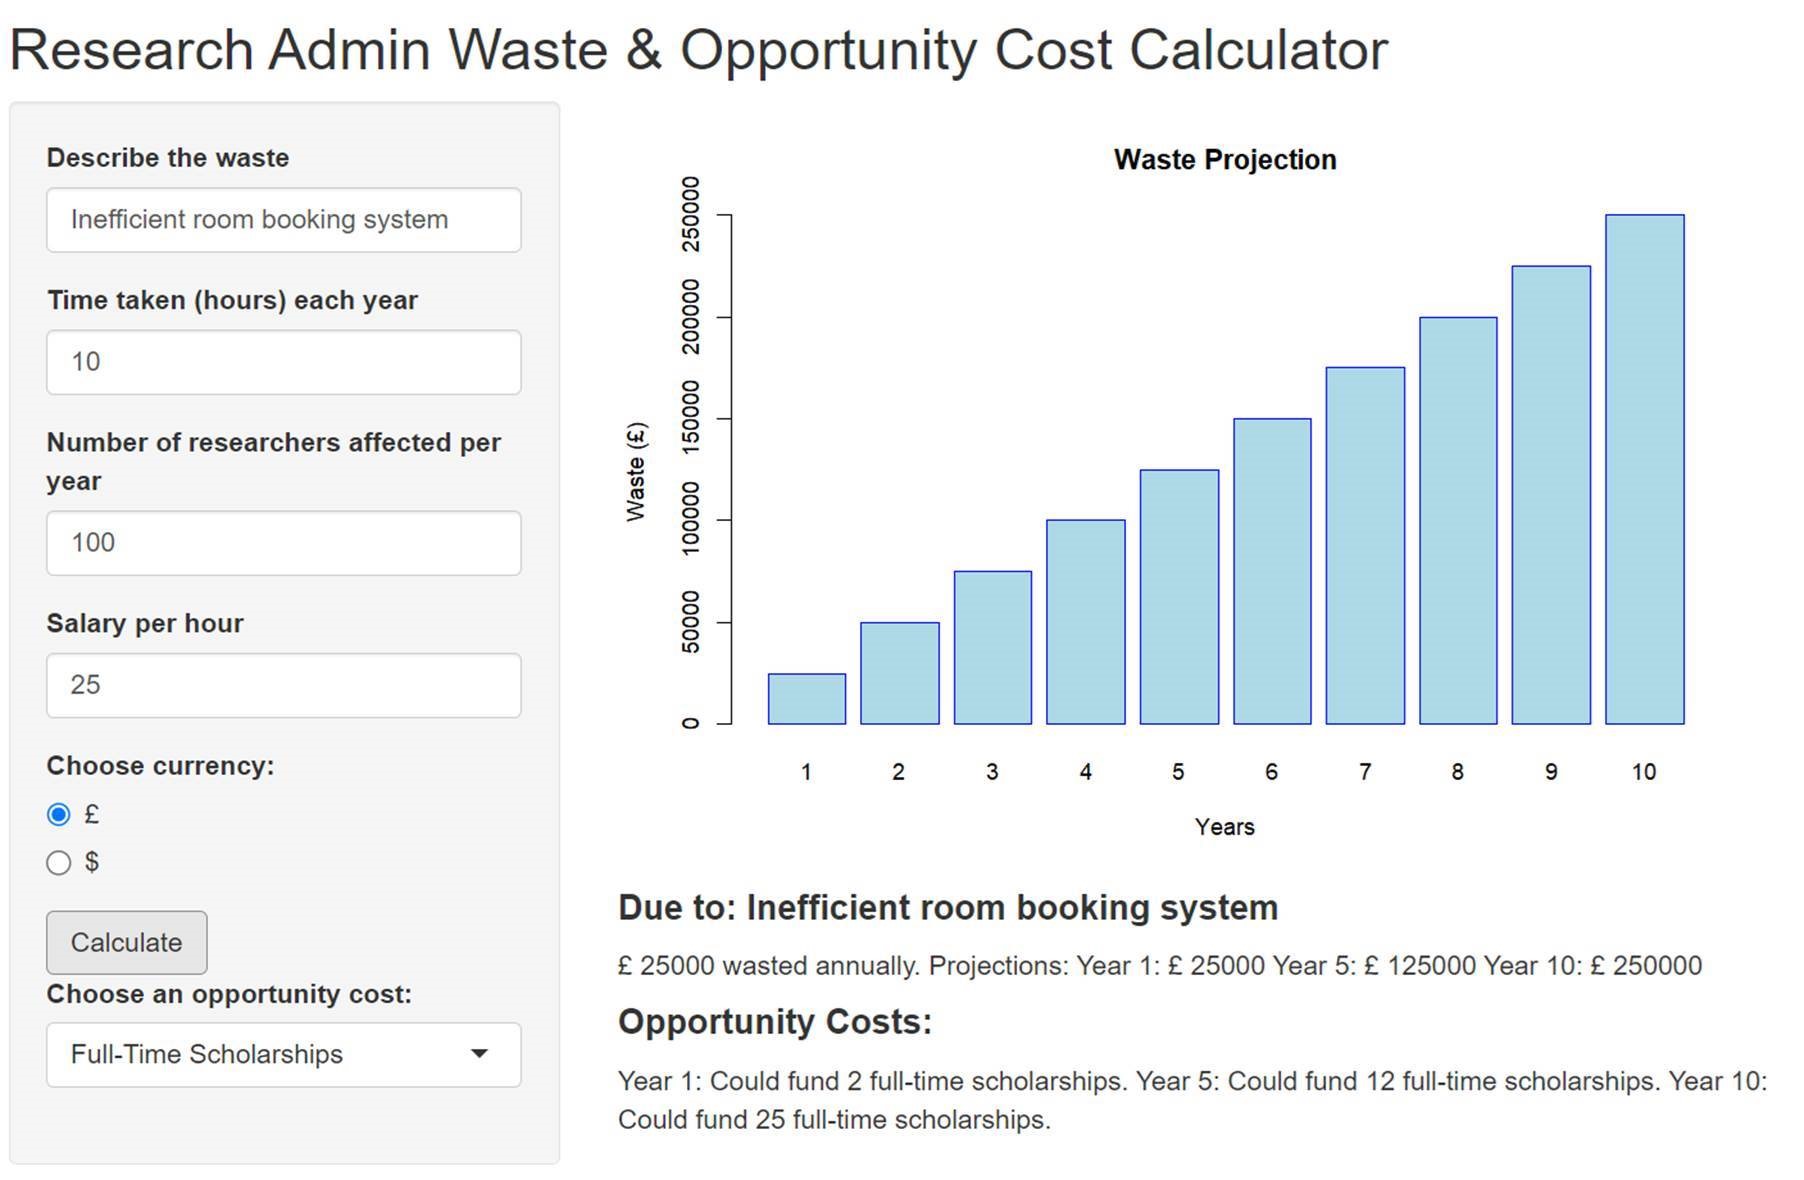 Research Admin Waste & Opportunity Cost Calculator
Describe the waste
Inefficient room booking system
Time taken (hours) each year
10
Number of researchers affected per
year
100
Salary per hour
25
Choose currency:
£
$
Calculate
Choose an opportunity cost:
Full-Time Scholarships
Waste Projection
Waste (£)
250000
200000
150000
100000
50000
0
1 2 3 4 5 6 7 8 9 10
Years
Due to: Inefficient room booking system
£ 25000 wasted annually. Projections: Year 1: £ 25000 Year 5: £ 125000 Year 10: £ 250000
Opportunity Costs:
Year 1: Could fund 2 full-time scholarships. Year 5: Could fund 12 full-time scholarships. Year 10:
Could fund 25 full-time scholarships.